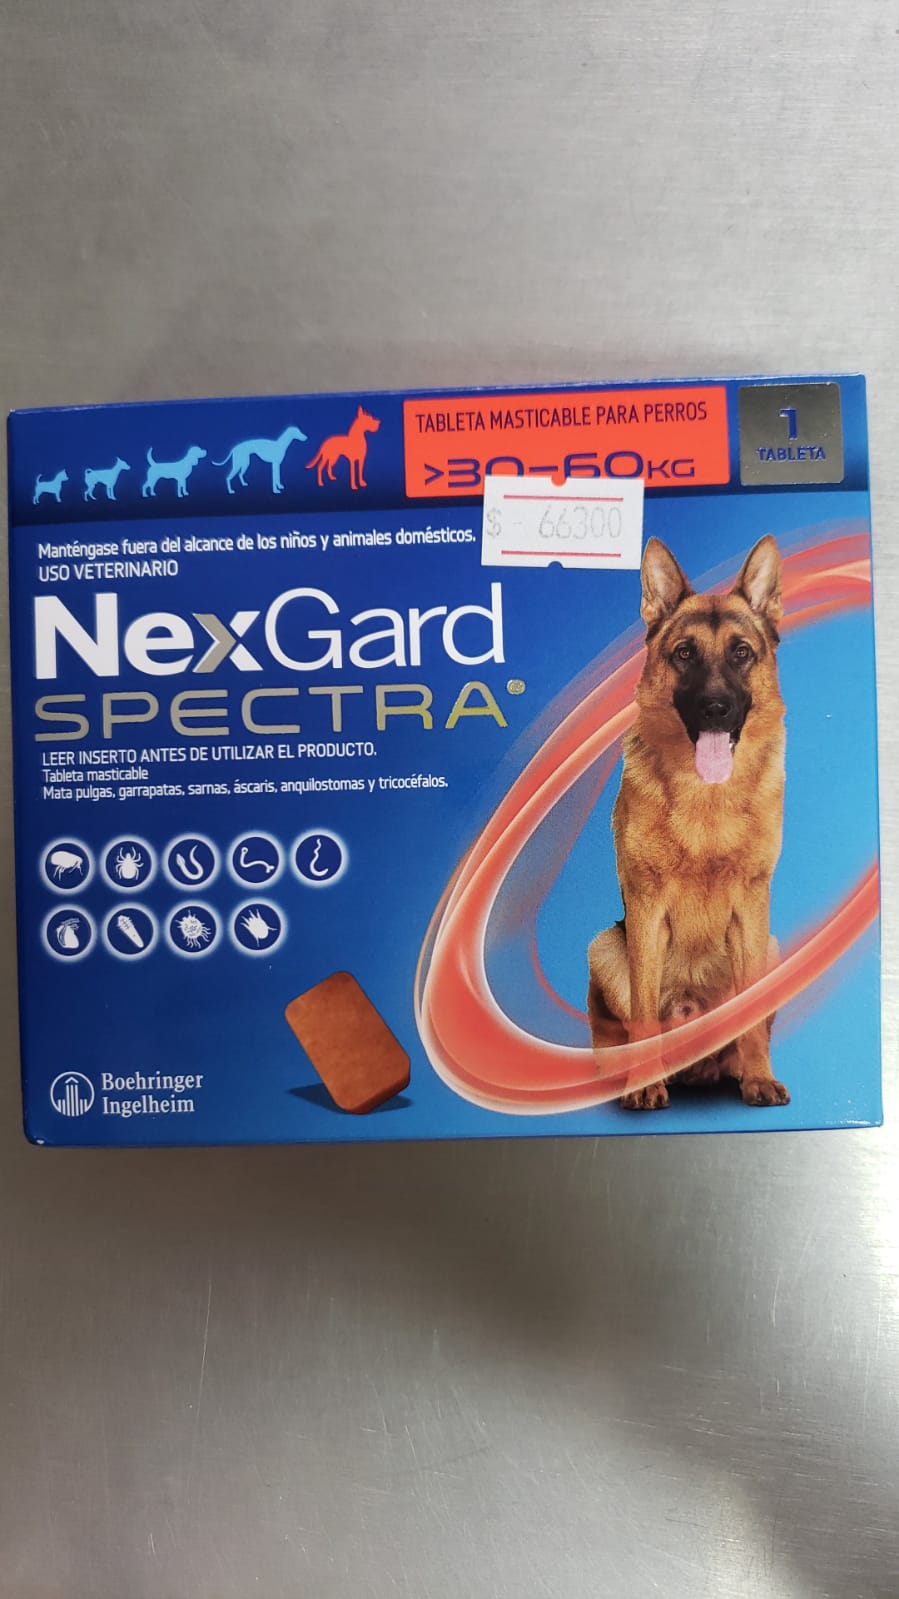 TABLETA MASTICABLE PARA PERROS
>30-60KG
1
TABLETA
$ - 66300
Manténgase fuera del alcance de los niños y animales domésticos.
USO VETERINARIO
NexGard
SPECTRA®
LEER INSERTO ANTES DE UTILIZAR EL PRODUCTO.
Tableta masticable
Mata pulgas, garrapatas, sarnas, áscaris, anquilostomas y tricocéfalos.
Boehringer
Ingelheim